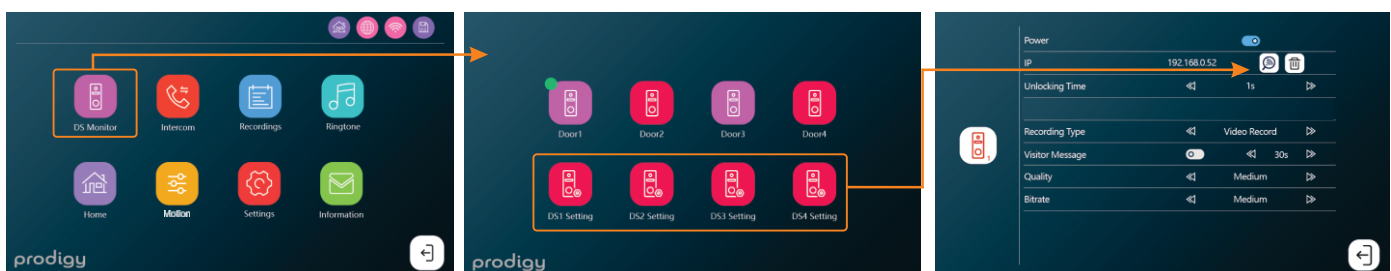 DS Monitor Intercom Recordings Ringtone
Home Motion Settings Information
prodigy
Door1 Door2 Door3 Door4
DS1 Setting DS2 Setting DS3 Setting DS4 Setting
prodigy
Power
IP 192.168.0.52
Unlocking Time 1s
Recording Type Video Record
1
Visitor Message 30s
Quality Medium
Bitrate Medium